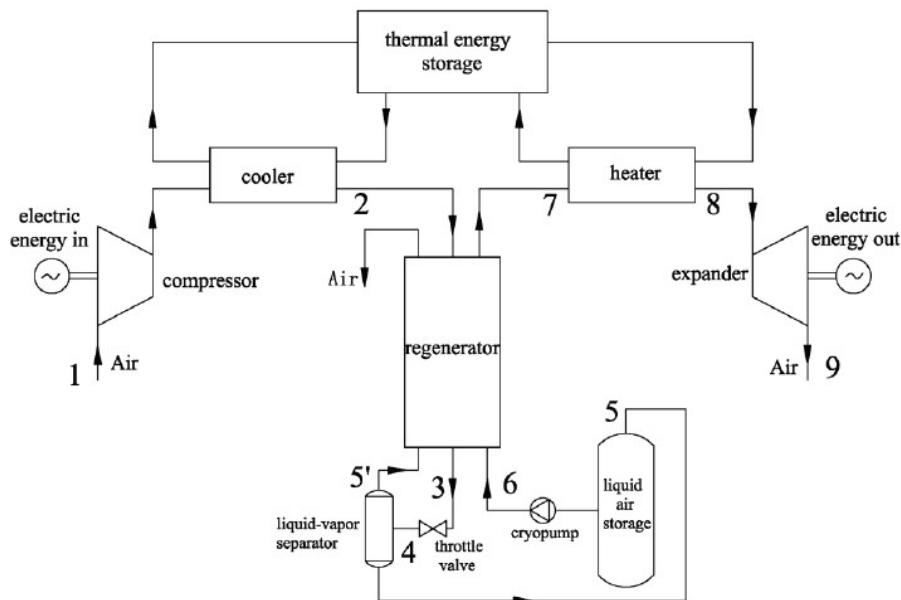 thermal energy
storage
cooler
heater
2
7
8
electric
energy in
electric
energy out
compressor
Air
expander
regenerator
1
Air
Air
9
5
5'
3
6
liquid
air
storage
liquid-vapor
separator
4
throttle
valve
cryopump